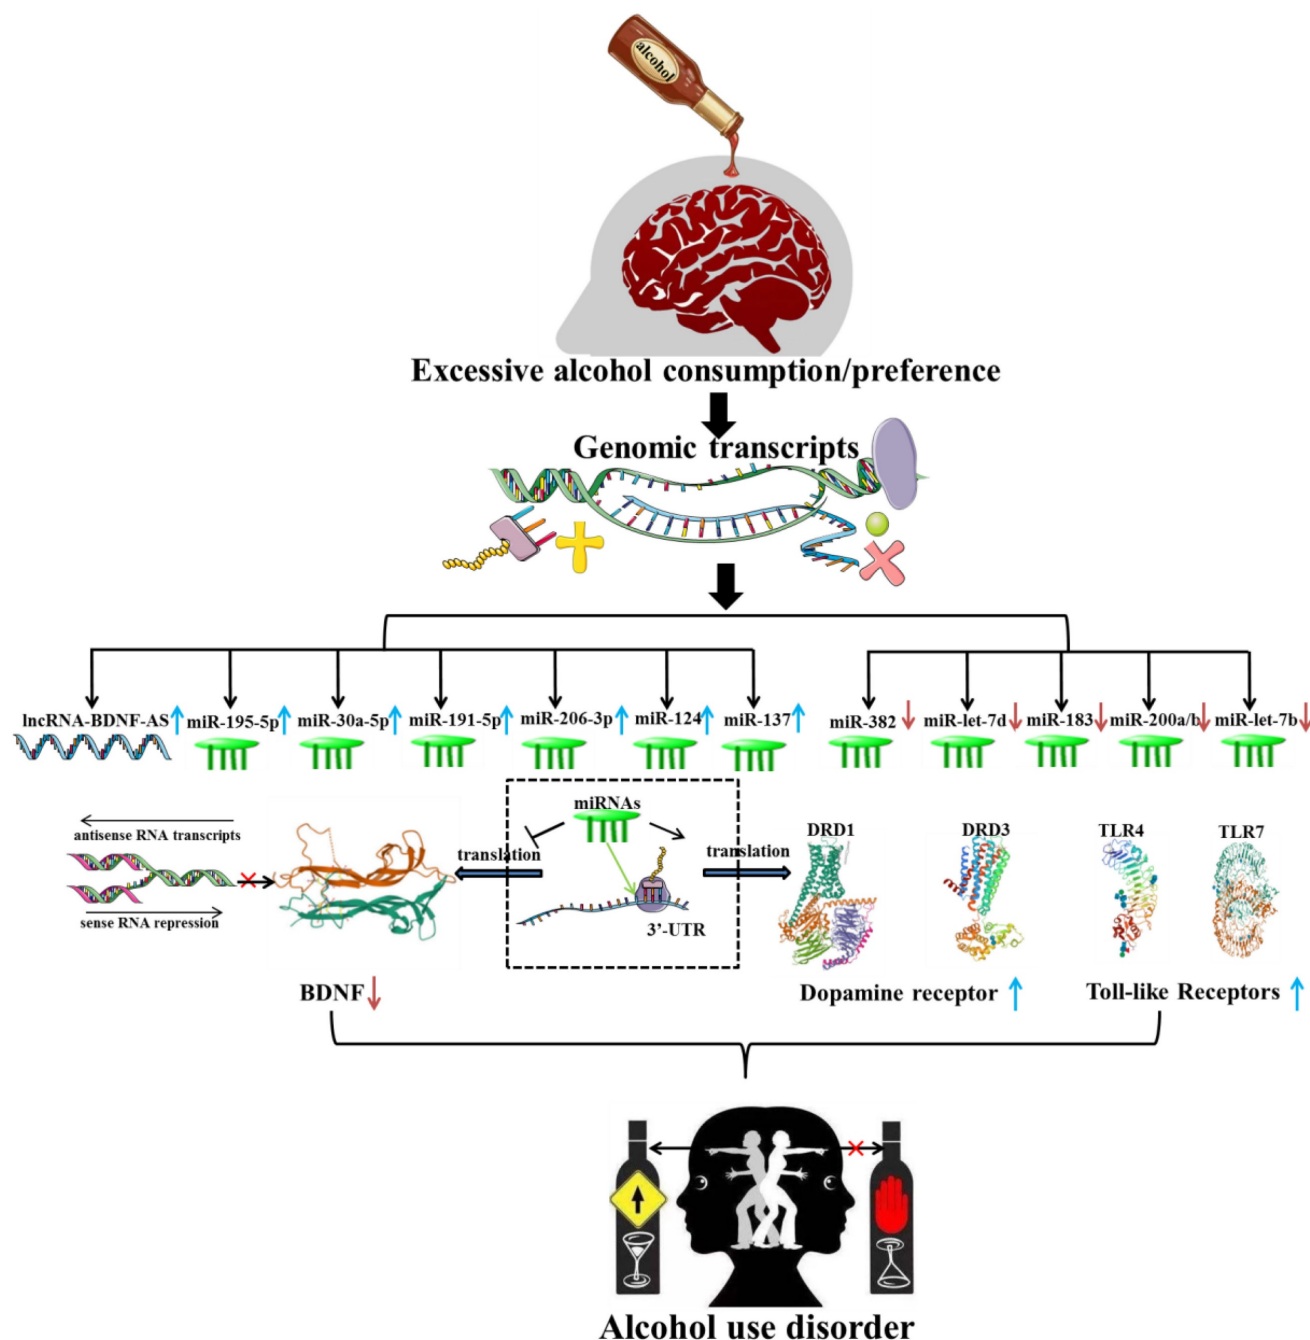 alcohol
Excessive alcohol consumption/preference
Genomic transcripts
lncRNA-BDNF-AS
miR-195-5p
miR-30a-5p
miR-191-5p
miR-206-3p
miR-124
miR-137
miR-382
miR-let-7d
miR-183
miR-200a/b
miR-let-7b
antisense RNA transcripts
sense RNA repression
translation
miRNAs
3’-UTR
translation
DRD1
DRD3
TLR4
TLR7
BDNF
Dopamine receptor
Toll-like Receptors
Alcohol use disorder